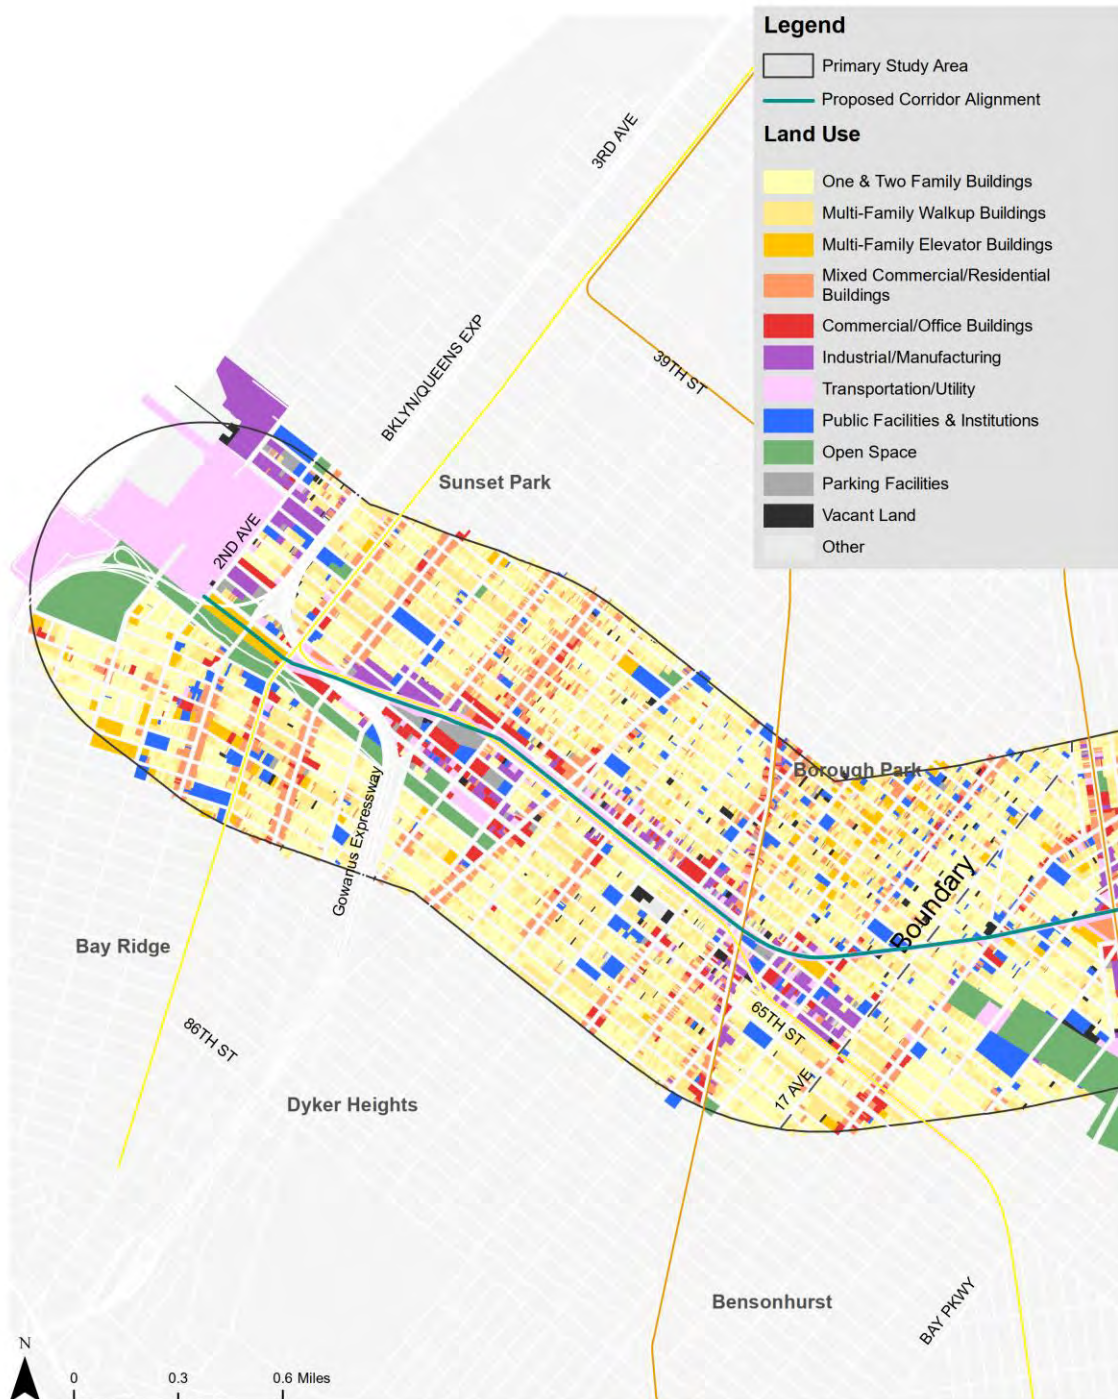 Legend
Primary Study Area
Proposed Corridor Alignment
Land Use
One & Two Family Buildings
Multi-Family Walkup Buildings
Multi-Family Elevator Buildings
Mixed Commercial/Residential
Buildings
Commercial/Office Buildings
Industrial/Manufacturing
Transportation/Utility
Public Facilities & Institutions
Open Space
Parking Facilities
Vacant Land
Other
3RD AVE
BKLYN/QUEENS EXP
39TH ST
Sunset Park
2ND AVE
Borough Park
Gowanus Expressway
Boundary
Bay Ridge
65TH ST
86TH ST
17 AVE
Dyker Heights
Bensonhurst
BAY PKWY
N
0 0.3 0.6 Miles